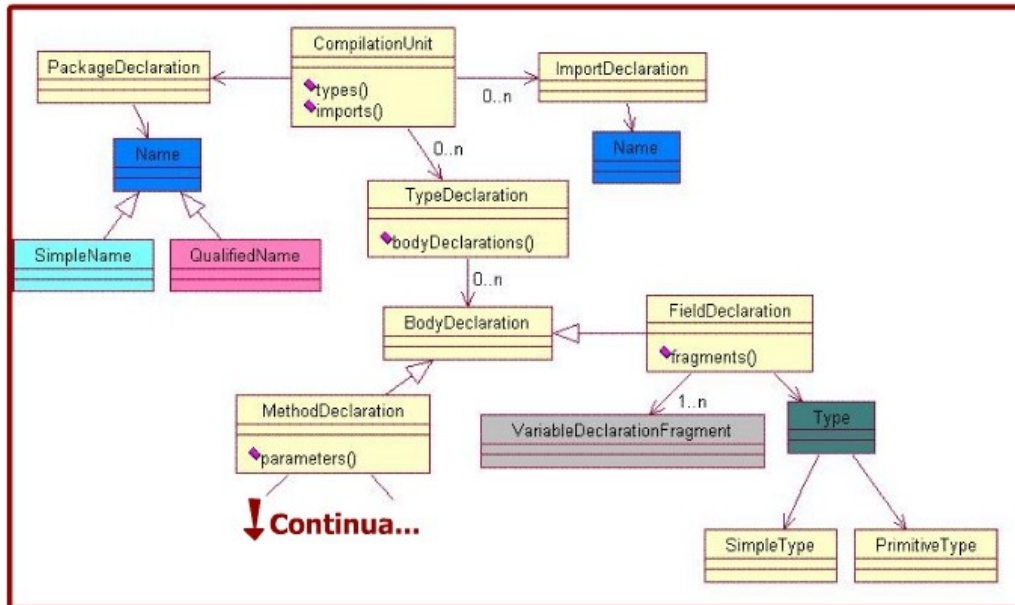 CompilationUnit
types()
imports()
PackageDeclaration
ImportDeclaration
0..n
Name
Name
0..n
TypeDeclaration
bodyDeclarations()
SimpleName
QualifiedName
0..n
BodyDeclaration
FieldDeclaration
fragments()
MethodDeclaration
parameters()
1..n
VariableDeclarationFragment
Type
Continua...
SimpleType
PrimitiveType